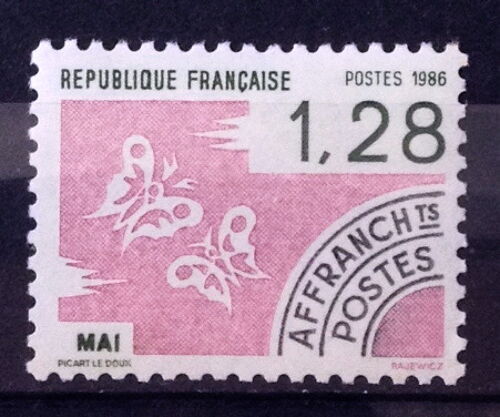 REPUBLIQUE FRANÇAISE POSTES 1986
1,28
AFFRANCHTS
POSTES
MAI
PICART LE DOUX RAJEWICZ